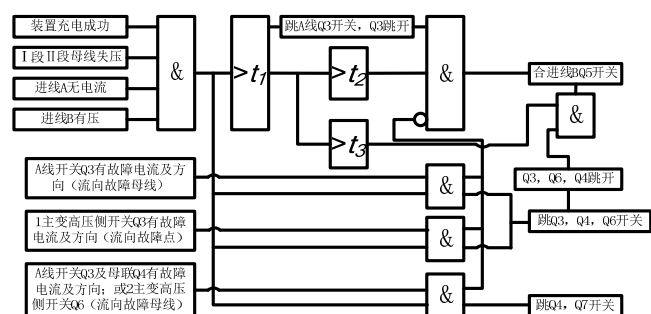 装置充电成功
Ⅰ段Ⅱ段母线失压
进线A无电流
进线B有压
&
>t1
跳A线Q3开关,Q3跳开
>t2
>t3
&
合进线BQ5开关
&
Q3,Q6,Q4跳开
A线开关Q3有故障电流及方
向(流向故障母线)
&
1主变高压侧开关Q3有故障
电流及方向(流向故障点)
&
跳Q3,Q4,Q6开关
A线开关Q3及母联Q4有故障
电流及方向;或2主变高压
侧开关Q6(流向故障母线)
&
跳Q4,Q7开关